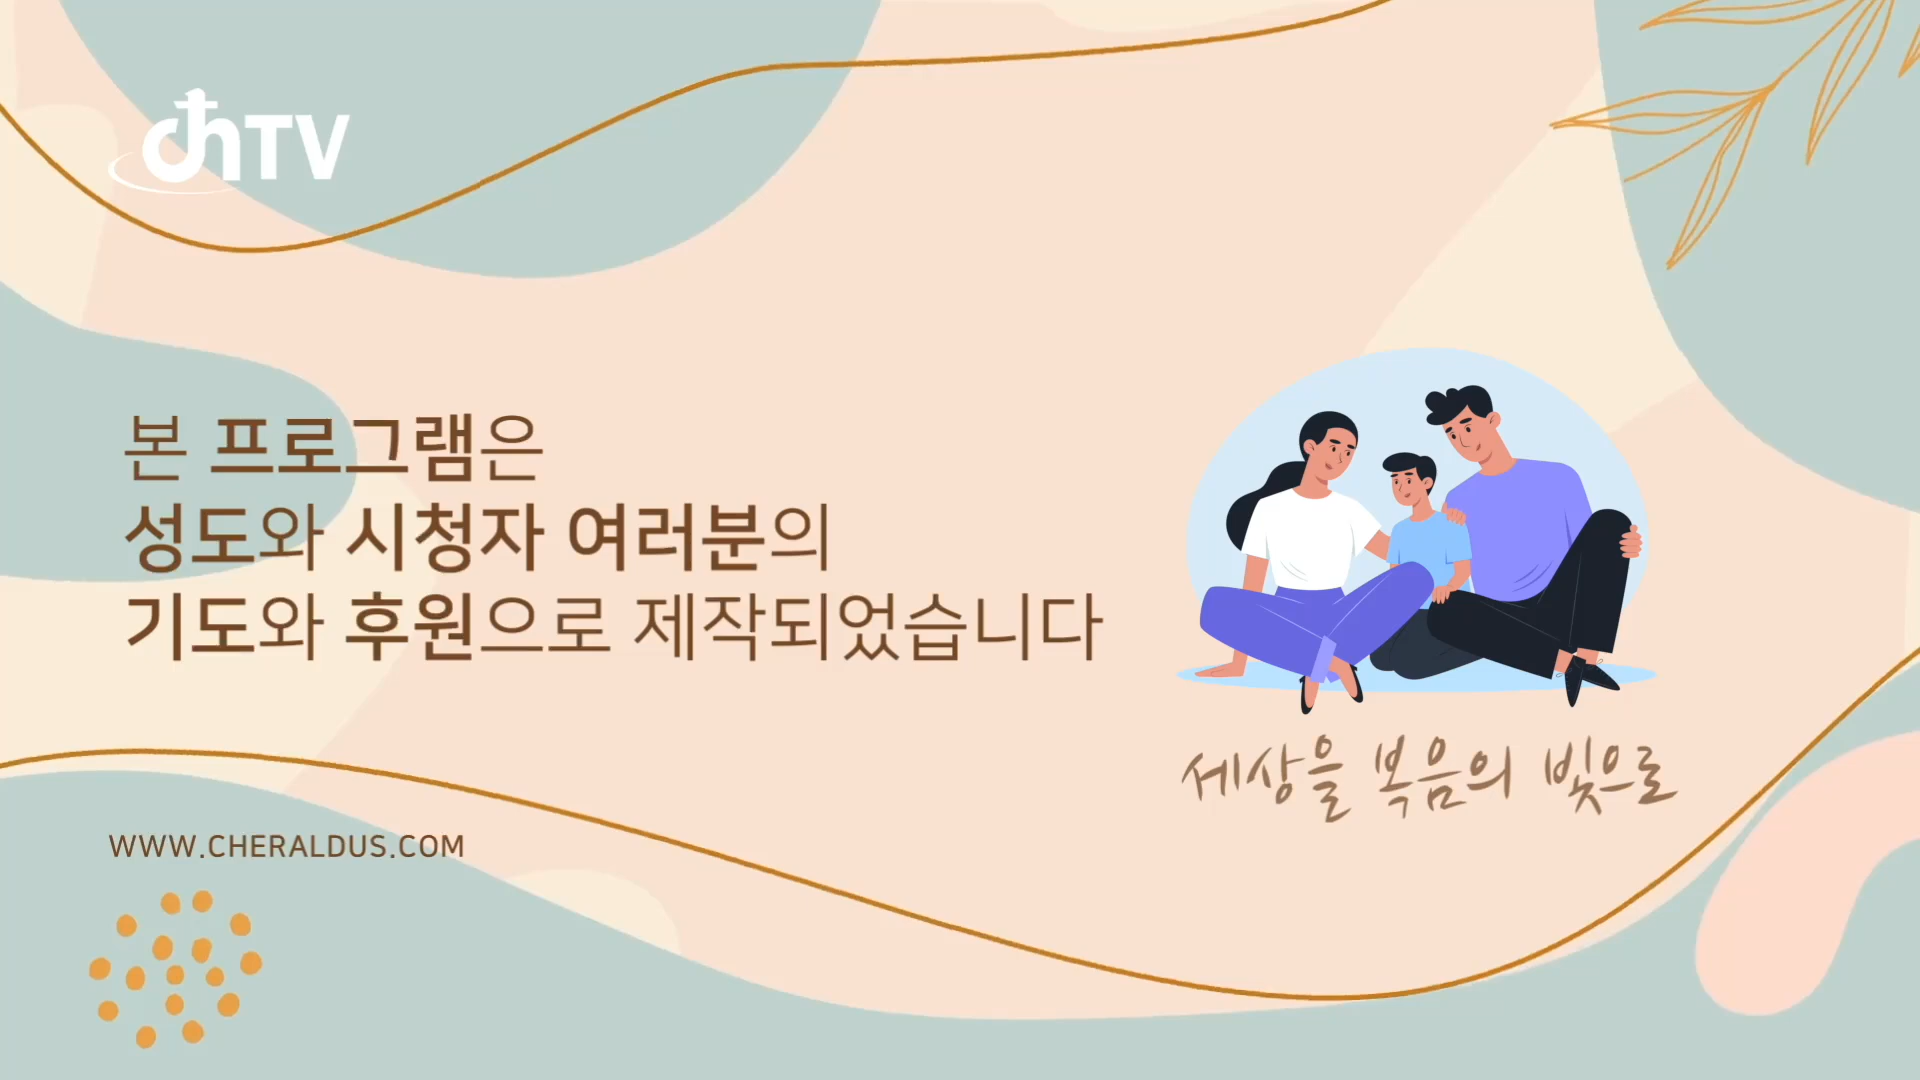 chTV
본 프로그램은
성도와 시청자 여러분의
기도와 후원으로 제작되었습니다
세상을 복음의 빛으로
WWW.CHERALDUS.COM